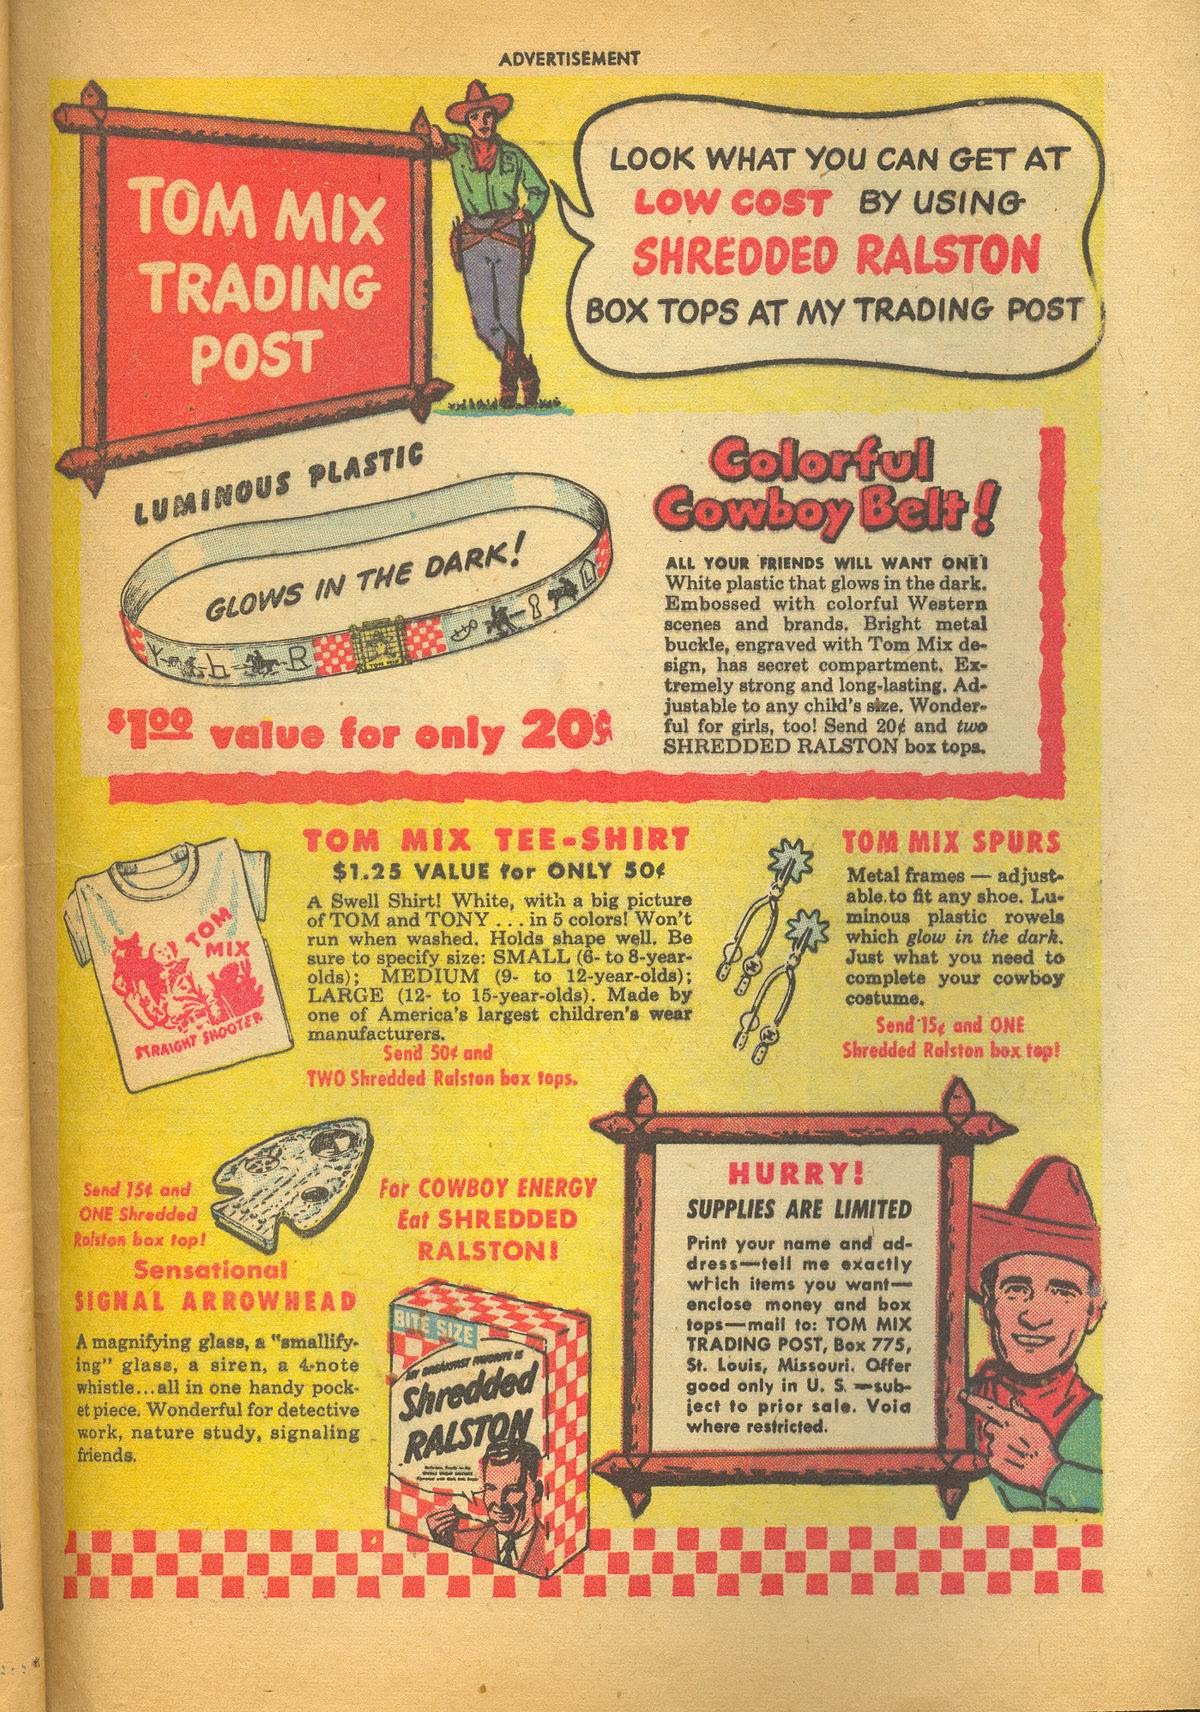 ADVERTISEMENT
TOM MIX
TRADING
POST
LOOK WHAT YOU CAN GET AT
LOW COST BY USING
SHREDDED RALSTON
BOX TOPS AT MY TRADING POST
LUMINOUS PLASTIC
GLOWS IN THE DARK!
TOM MIX
$1.00 value for only 20¢
Colorful
Cowboy Belt!
ALL YOUR FRIENDS WILL WANT ONE!
White plastic that glows in the dark.
Embossed with colorful Western
scenes and brands. Bright metal
buckle, engraved with Tom Mix de-
sign, has secret compartment. Ex-
tremely strong and long-lasting. Ad-
justable to any child's size. Wonder-
ful for girls, too! Send 20¢ and two
SHREDDED RALSTON box tops.
TOM
MIX
STRAIGHT SHOOTER
TOM MIX TEE-SHIRT
$1.25 VALUE for ONLY 50¢
A Swell Shirt! White, with a big picture
of TOM and TONY . . . in 5 colors! Won't
run when washed. Holds shape well. Be
sure to specify size: SMALL (6- to 8-year-
olds); MEDIUM (9- to 12-year-olds);
LARGE (12- to 15-year-olds). Made by
one of America's largest children's wear
manufacturers.
Send 50¢ and
TWO Shredded Ralston box tops.
TOM MIX SPURS
Metal frames — adjust-
able to fit any shoe. Lu-
minous plastic rowels
which glow in the dark.
Just what you need to
complete your cowboy
costume.
Send 15¢ and ONE
Shredded Ralston box top!
Send 15¢ and
ONE Shredded
Ralston box top!
Sensational
SIGNAL ARROWHEAD
A magnifying glass, a "smallify-
ing" glass, a siren, a 4-note
whistle...all in one handy pock-
et piece. Wonderful for detective
work, nature study, signaling
friends.
For COWBOY ENERGY
Eat SHREDDED
RALSTON!
BITE SIZE
MY BREAKFAST FAVORITE IS
Shredded
RALSTON
HURRY!
SUPPLIES ARE LIMITED
Print your name and ad-
dress—tell me exactly
which items you want—
enclose money and box
tops—mail to: TOM MIX
TRADING POST, Box 775,
St. Louis, Missouri. Offer
good only in U. S. —sub-
ject to prior sale. Void
where restricted.